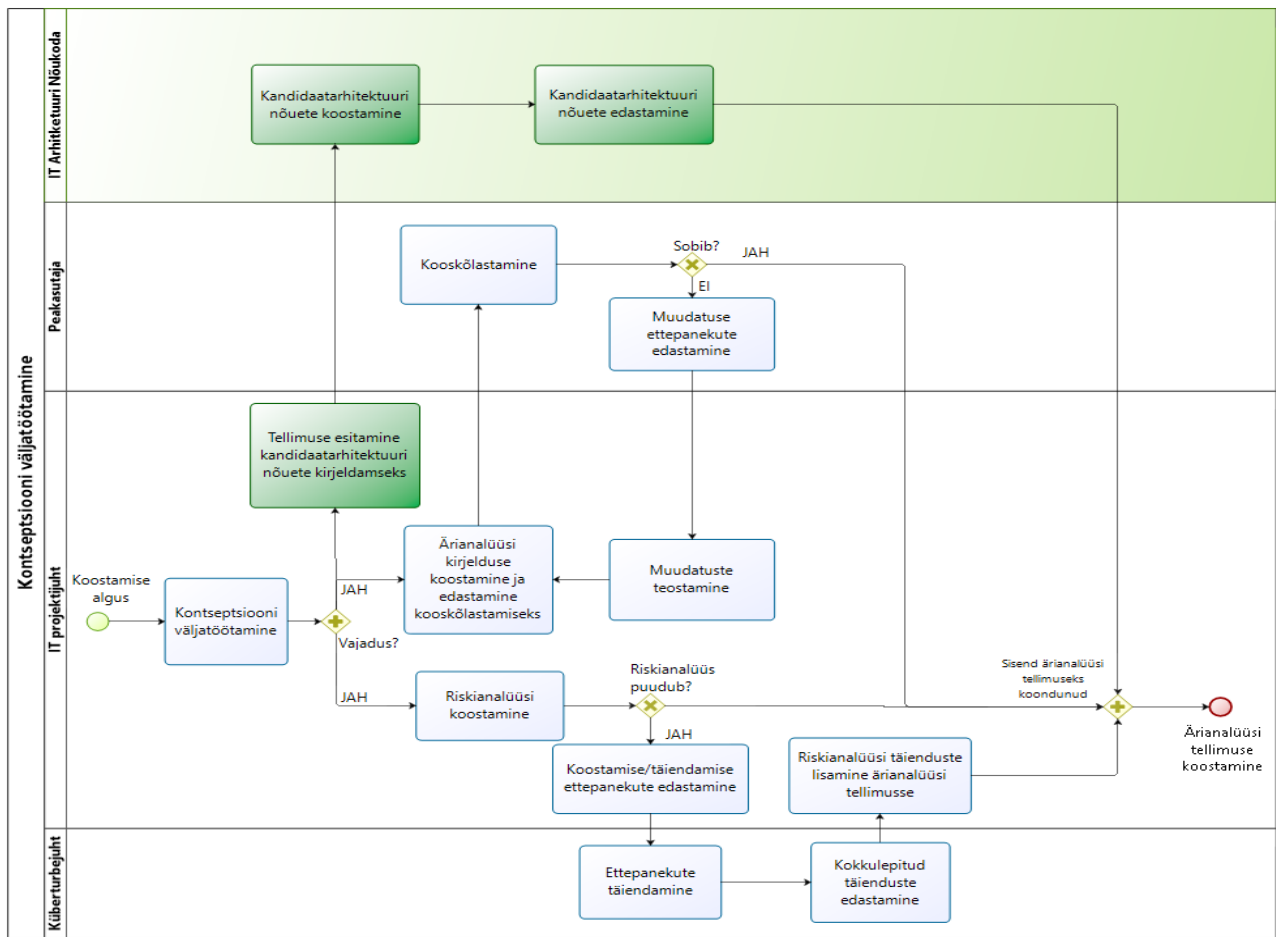 Kontseptsiooni väljatöötamine
IT Arhitketuuri Nõukoda
Kandidaatarhitektuuri
nõuete koostamine
Kandidaatarhitektuuri
nõuete edastamine
Peakasutaja
Kooskõlastamine
Sobib?
JAH
EI
Muudatuse
ettepanekute
edastamine
IT projektijuht
Tellimuse esitamine
kandidaatarhitektuuri
nõuete kirjeldamseks
Koostamise
algus
Kontseptsiooni
väljatöötamine
JAH
Vajadus?
JAH
Ärianalüüsi
kirjelduse
koostamine ja
edastamine
kooskõlastamiseks
Muudatuste
teostamine
Riskianalüüsi
koostamine
Riskianalüüs
puudub?
JAH
Koostamise/täiendamise
ettepanekute edastamine
Sisend ärianalüüsi
tellimuseks
koondunud
Riskianalüüsi täienduste
lisamine ärianalüüsi
tellimusse
Ärianalüüsi
tellimuse
koostamine
Küberturbejuht
Ettepanekute
täiendamine
Kokkulepitud
täienduste
edastamine